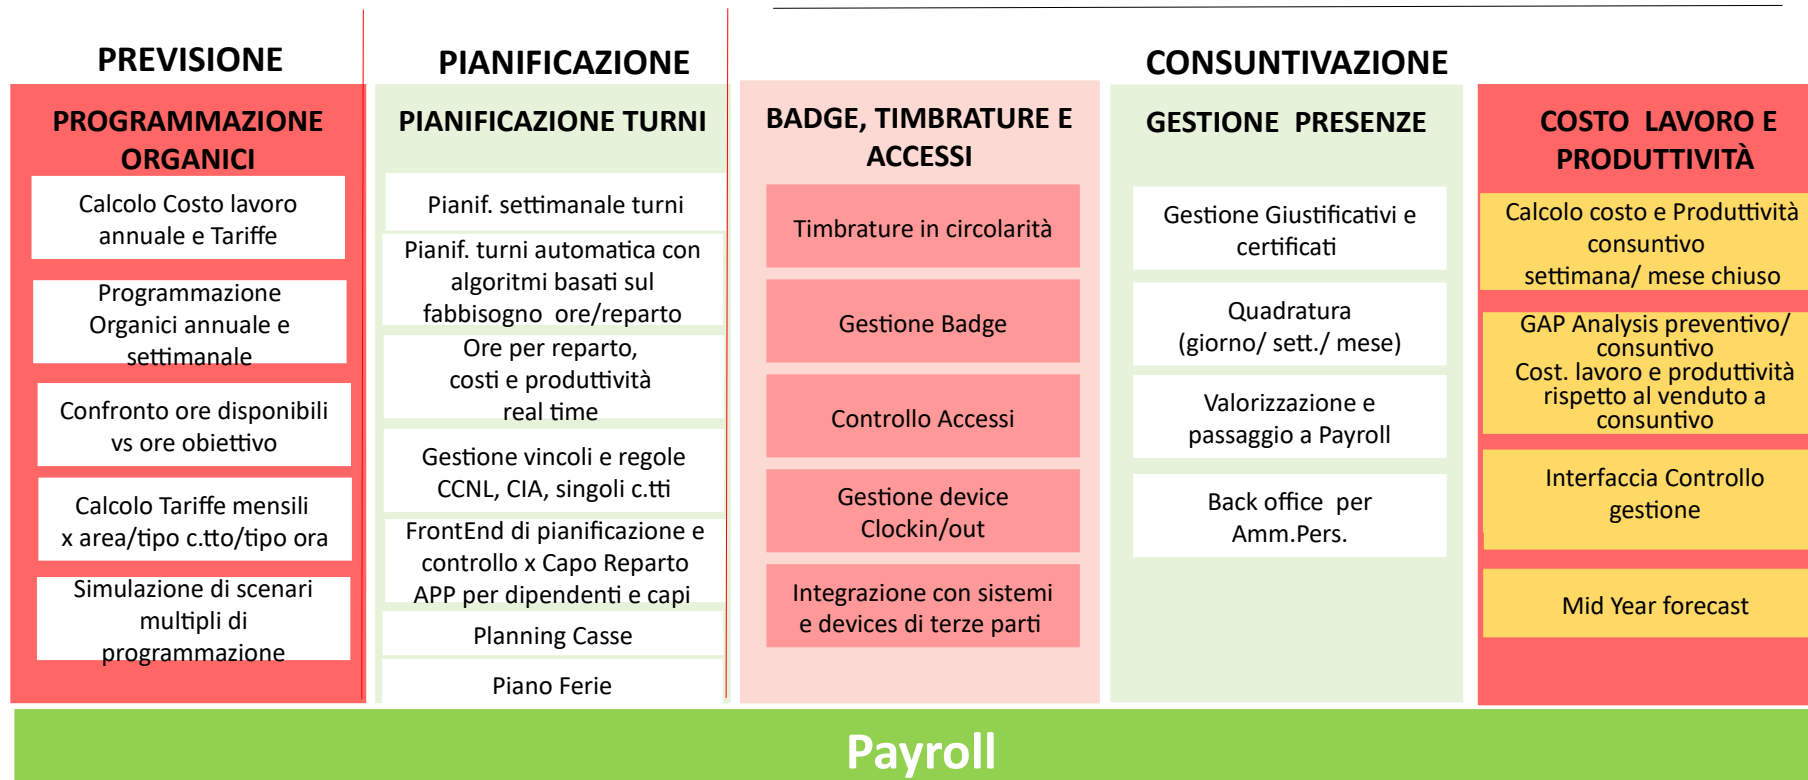 PREVISIONE
PIANIFICAZIONE
CONSUNTIVAZIONE
PROGRAMMAZIONE
ORGANICI
Calcolo Costo lavoro
annuale e Tariffe
Programmazione
Organici annuale e
settimanale
Confronto ore disponibili
vs ore obiettivo
Calcolo Tariffe mensili
x area/tipo c.tto/tipo ora
Simulazione di scenari
multipli di
programmazione
PIANIFICAZIONE TURNI
Pianif. settimanale turni
Pianif. turni automatica con
algoritmi basati sul
fabbisogno ore/reparto
Ore per reparto,
costi e produttività
real time
Gestione vincoli e regole
CCNL, CIA, singoli c.tti
FrontEnd di pianificazione e
controllo x Capo Reparto
APP per dipendenti e capi
Planning Casse
Piano Ferie
BADGE, TIMBRATURE E
ACCESSI
Timbrature in circolarità
Gestione Badge
Controllo Accessi
Gestione device
Clockin/out
Integrazione con sistemi
e devices di terze parti
GESTIONE PRESENZE
Gestione Giustificativi e
certificati
Quadratura
(giorno/ sett./ mese)
Valorizzazione e
passaggio a Payroll
Back office per
Amm.Pers.
COSTO LAVORO E
PRODUTTIVITÀ
Calcolo costo e Produttività
consuntivo
settimana/ mese chiuso
GAP Analysis preventivo/
consuntivo
Cost. lavoro e produttività
rispetto al venduto a
consuntivo
Interfaccia Controllo
gestione
Mid Year forecast
Payroll